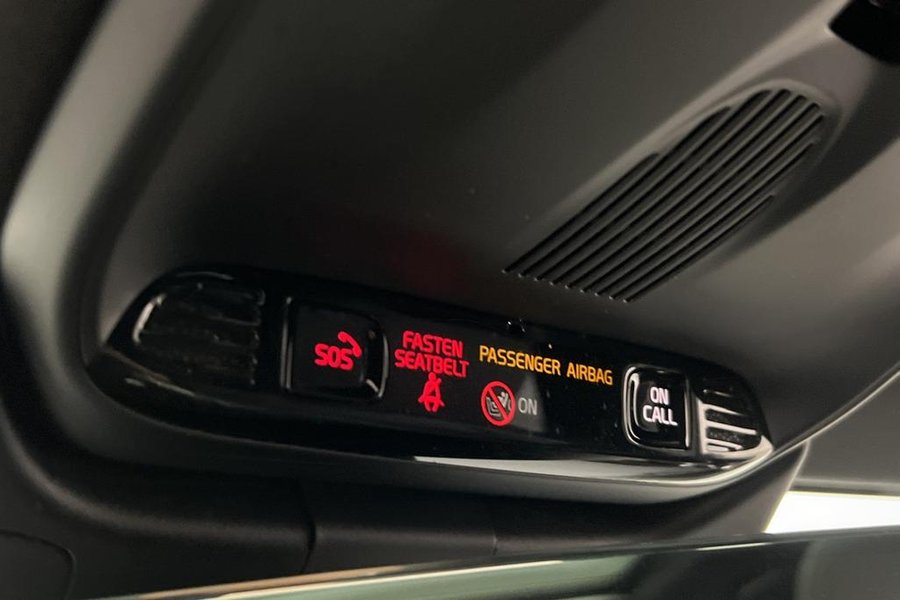 SOS
FASTEN
SEATBELT
PASSENGER AIRBAG
ON
ON
CALL